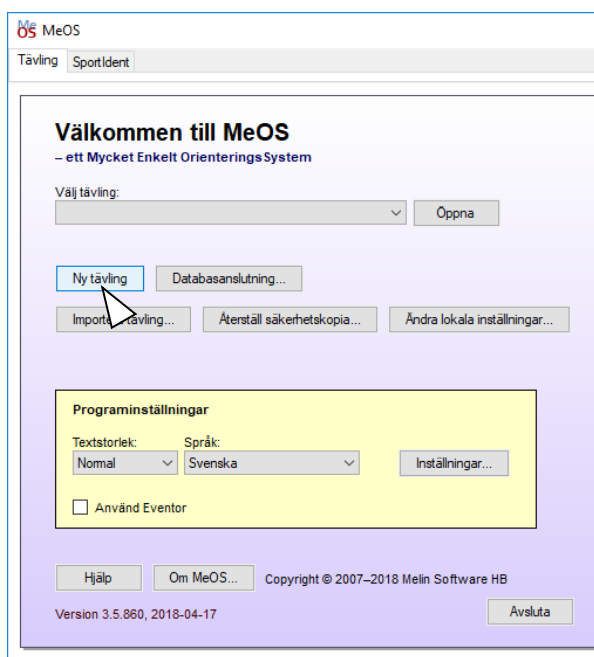 MeOS MeOS
Tävling SportIdent
Välkommen till MeOS
– ett Mycket Enkelt OrienteringsSystem
Välj tävling:
Öppna
Ny tävling Databasanslutning...
tävling... Återställ säkerhetskopia... Ändra lokala inställningar...
Programinställningar
Textstorlek: Språk:
Normal Svenska Inställningar...
Använd Eventor
Hjälp Om MeOS... Copyright © 2007–2018 Melin Software HB
Version 3.5.860, 2018-04-17 Avsluta